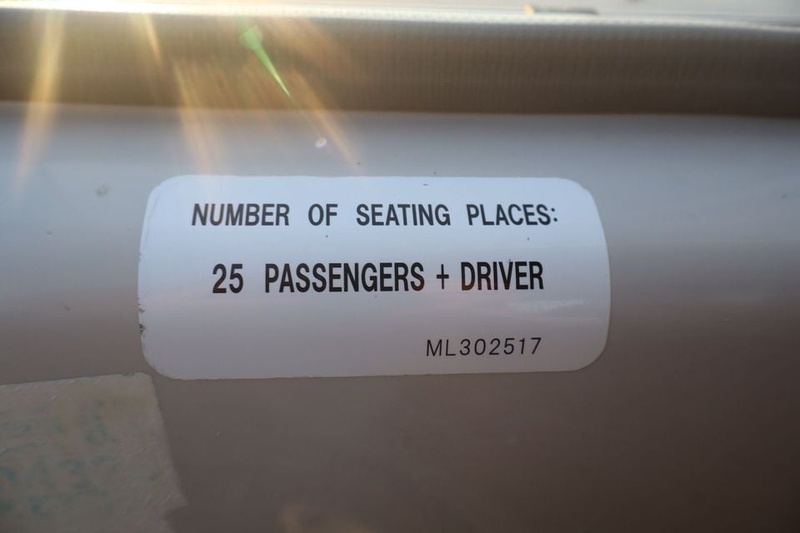 NUMBER OF SEATING PLACES:
25 PASSENGERS + DRIVER
ML302517